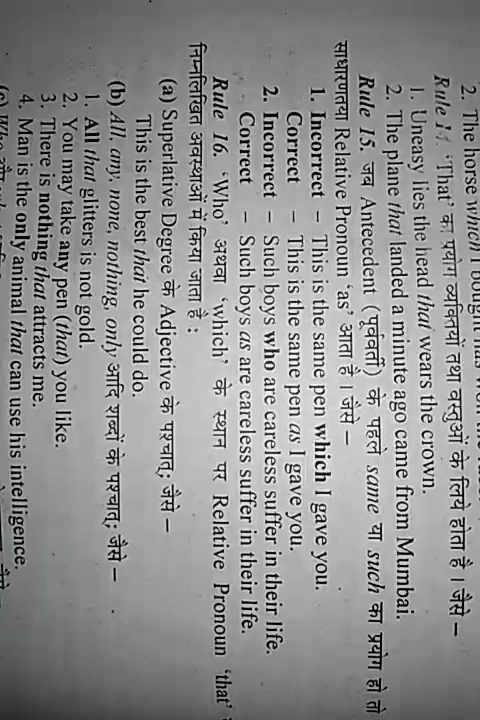 2. The horse which I bought has won the
Rule 14. 'That' का प्रयोग व्यक्तियों तथा वस्तुओं के लिये होता है। जैसे –
1. Uneasy lies the head that wears the crown.
2. The plane that landed a minute ago came from Mumbai.
Rule 15. जब Antecedent (पूर्ववर्ती) के पहले same या such का प्रयोग हो तो
साधारणतया Relative Pronoun 'as' आता है। जैसे –
1. Incorrect – This is the same pen which I gave you.
Correct – This is the same pen as I gave you.
2. Incorrect – Such boys who are careless suffer in their life.
Correct – Such boys as are careless suffer in their life.
Rule 16. 'Who' अथवा 'which' के स्थान पर Relative Pronoun 'that'
निम्नलिखित अवस्थाओं में किया जाता है :
(a) Superlative Degree के Adjective के पश्चात्; जैसे –
This is the best that he could do.
(b) All, any, none, nothing, only आदि शब्दों के पश्चात्; जैसे –
1. All that glitters is not gold.
2. You may take any pen (that) you like.
3. There is nothing that attracts me.
4. Man is the only animal that can use his intelligence.
(c) Who